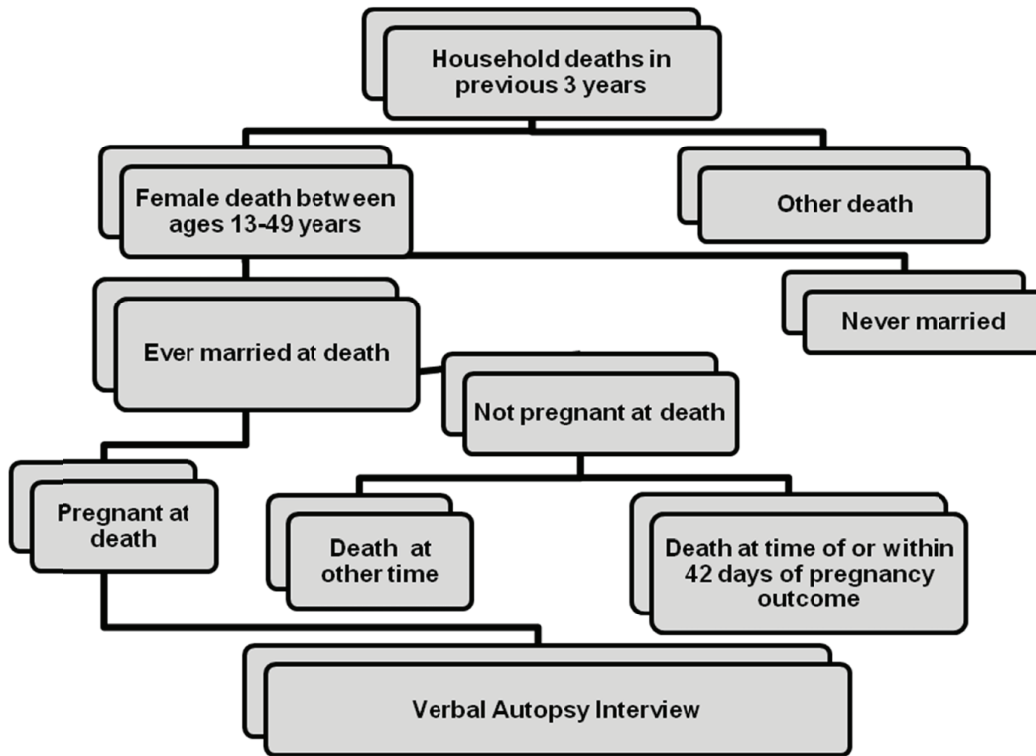 Household deaths in
previous 3 years
Female death between
ages 13-49 years
Other death
Never married
Ever married at death
Not pregnant at death
Pregnant at
death
Death at
other time
Death at time of or within
42 days of pregnancy
outcome
Verbal Autopsy Interview